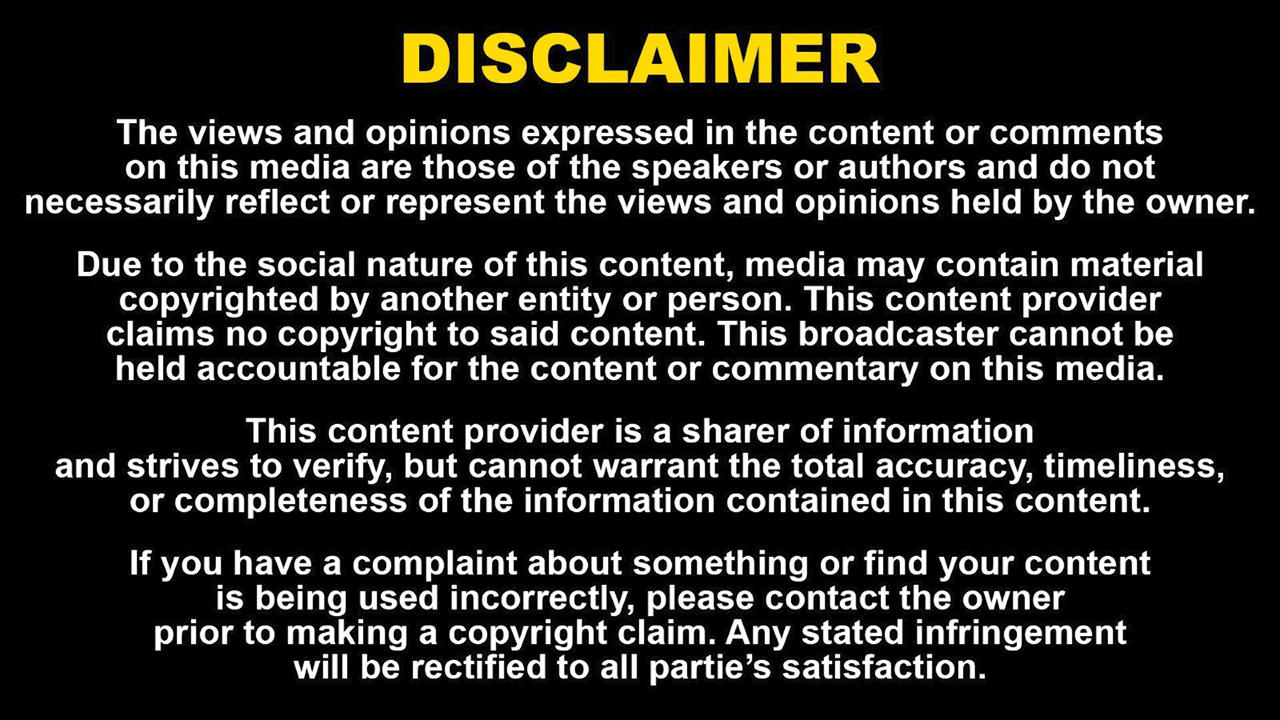 DISCLAIMER
The views and opinions expressed in the content or comments
on this media are those of the speakers or authors and do not
necessarily reflect or represent the views and opinions held by the owner.
Due to the social nature of this content, media may contain material
copyrighted by another entity or person. This content provider
claims no copyright to said content. This broadcaster cannot be
held accountable for the content or commentary on this media.
This content provider is a sharer of information
and strives to verify, but cannot warrant the total accuracy, timeliness,
or completeness of the information contained in this content.
If you have a complaint about something or find your content
is being used incorrectly, please contact the owner
prior to making a copyright claim. Any stated infringement
will be rectified to all partie’s satisfaction.